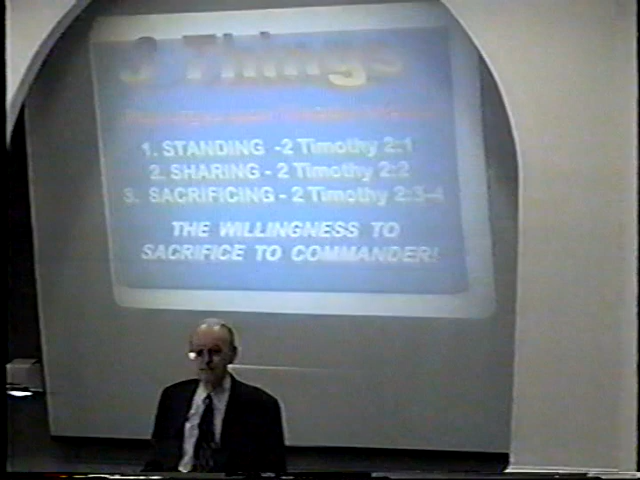 3 Things
1. STANDING -2 Timothy 2:1
2. SHARING - 2 Timothy 2:2
3. SACRIFICING - 2 Timothy 2:3-4
THE WILLINGNESS TO
SACRIFICE TO COMMANDER!